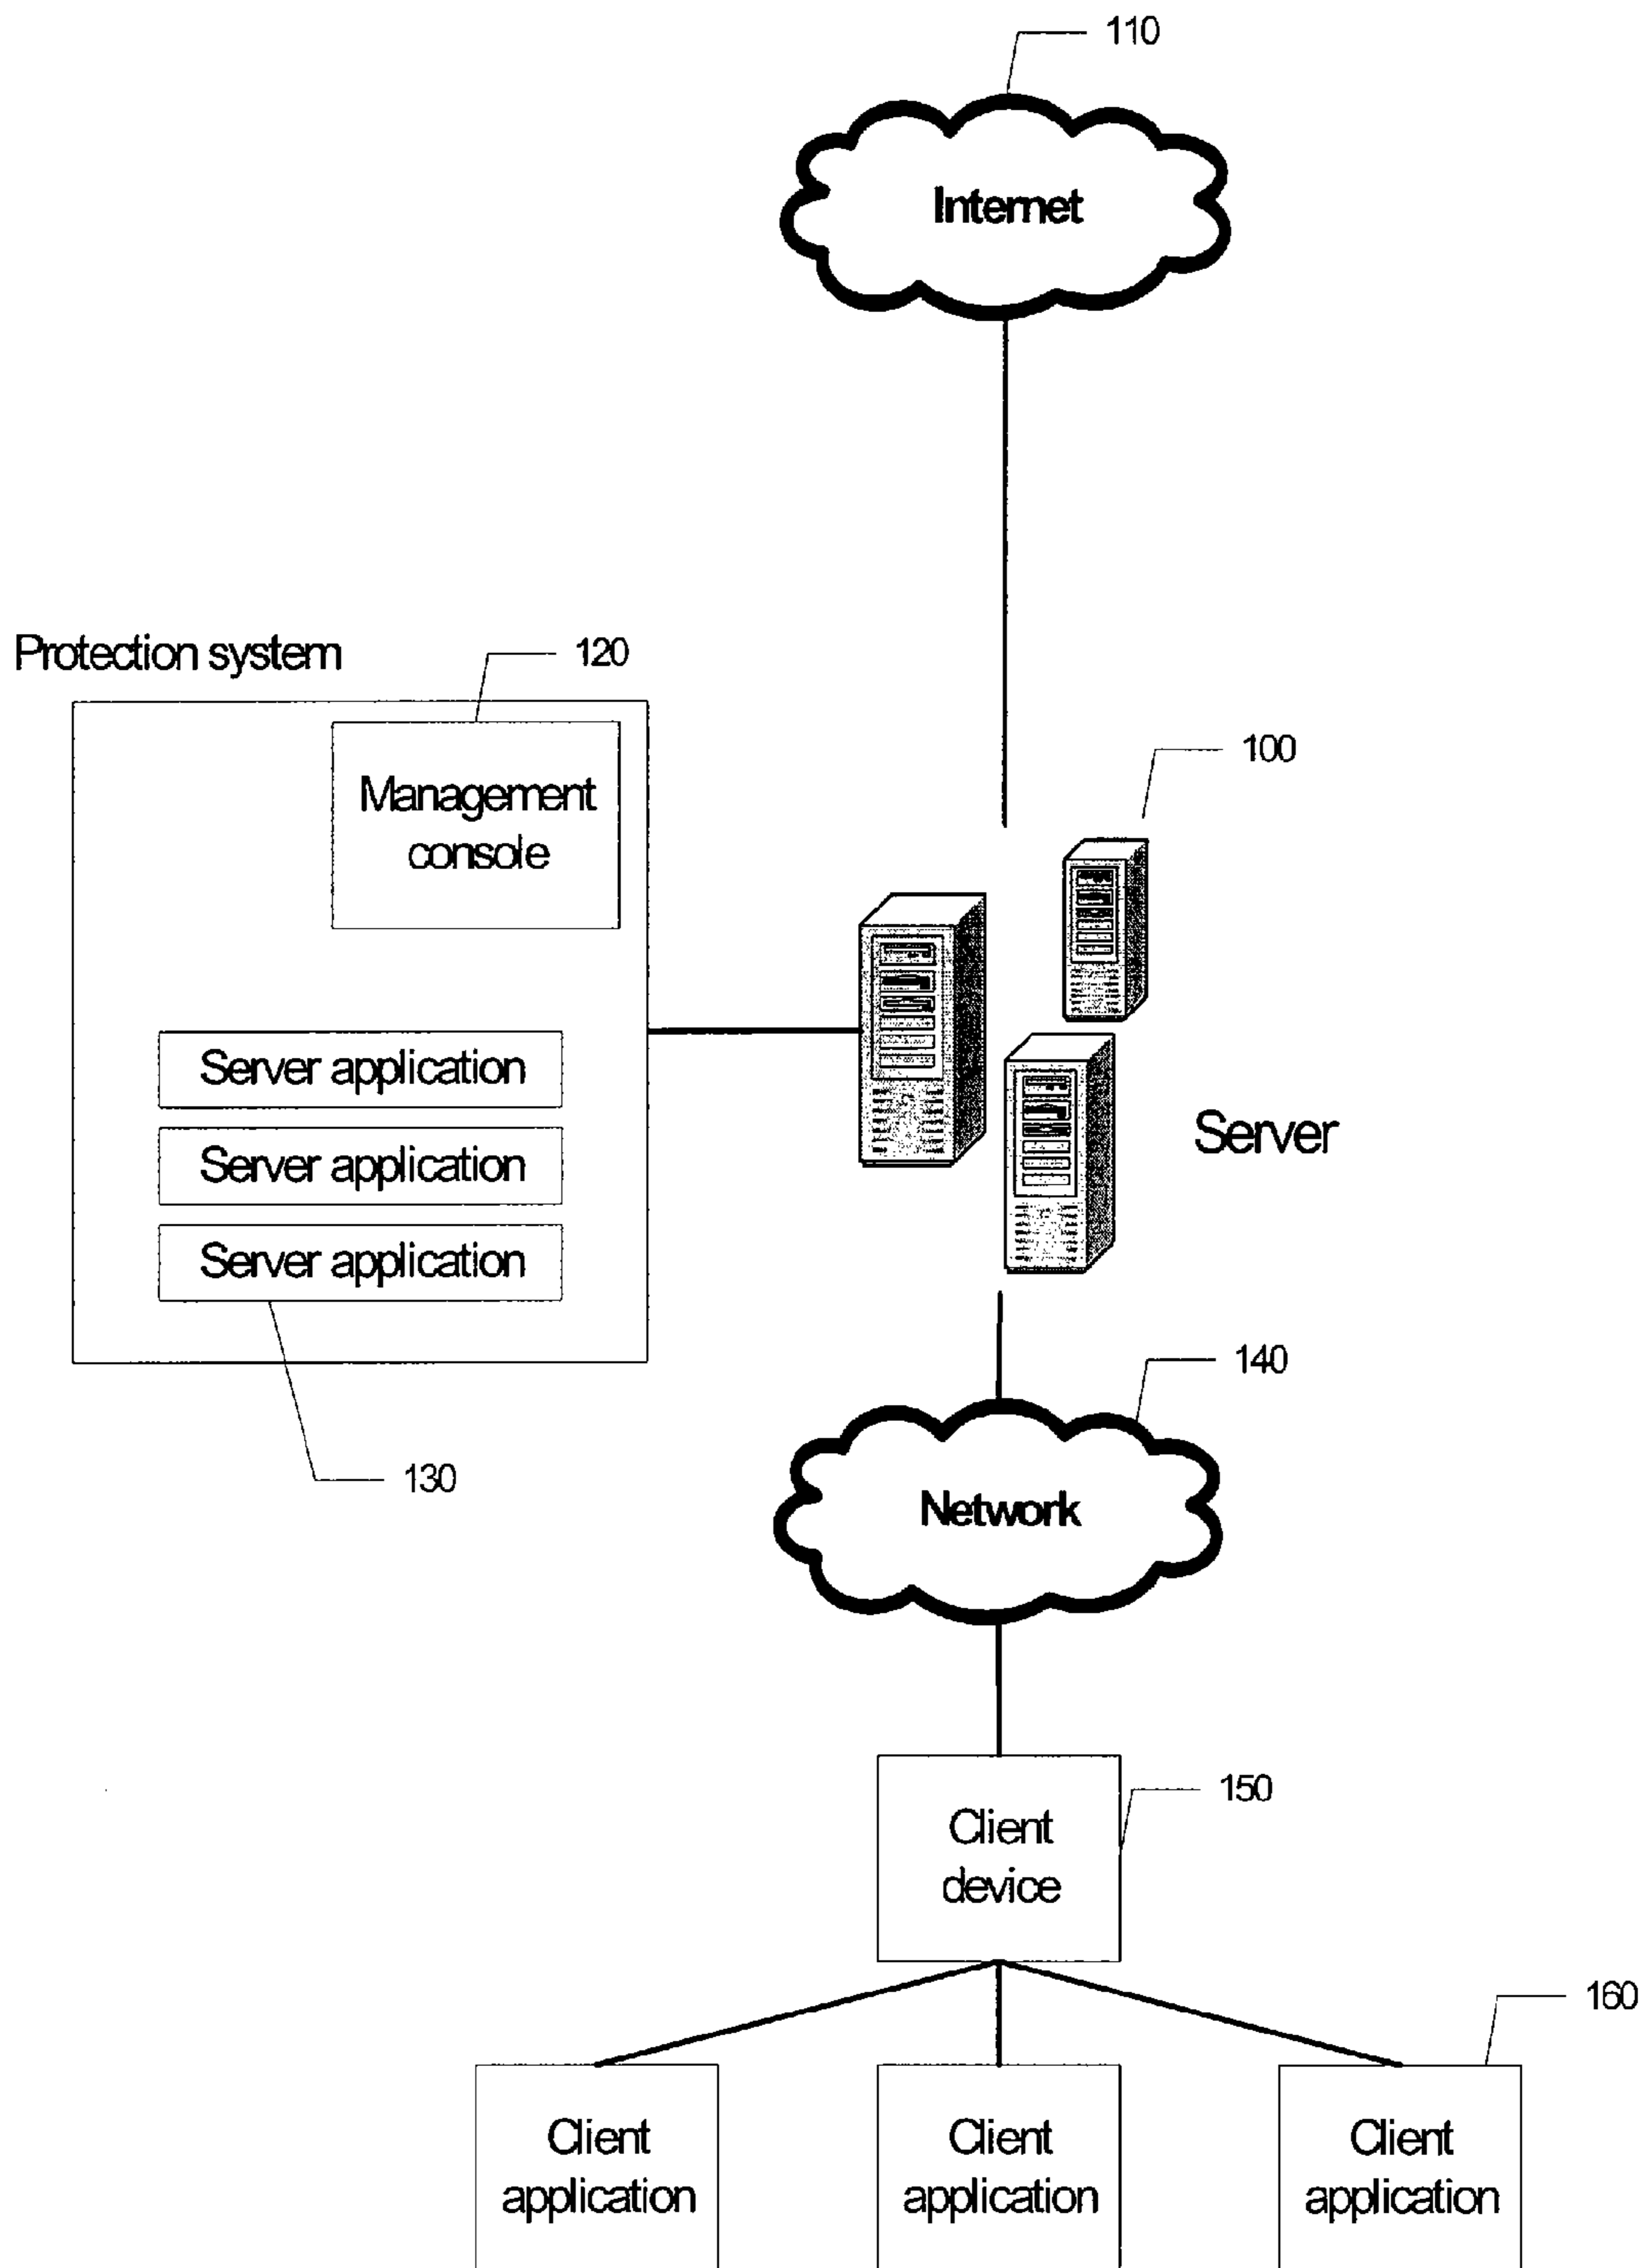 110
Internet
Protection system
120
100
Management
console
Server application
Server application
Server application
Server
140
130
Network
150
Client
device
160
Client
application
Client
application
Client
application